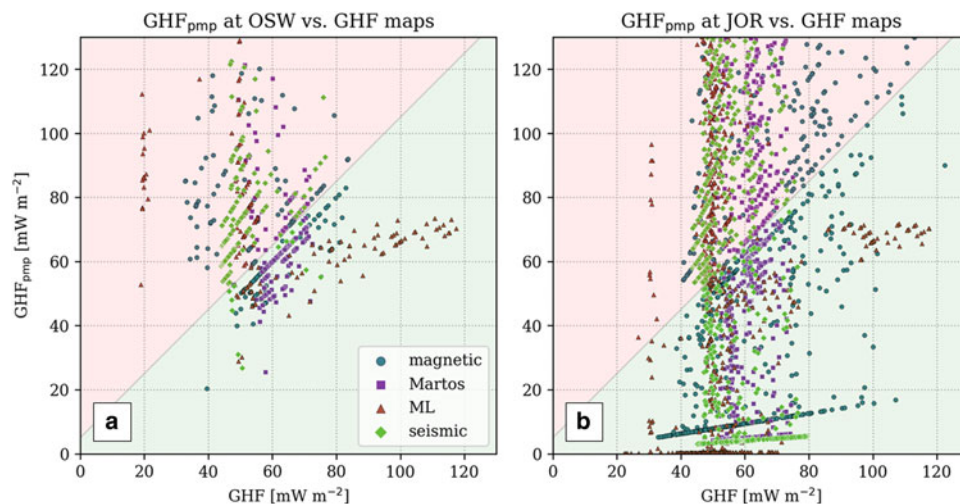 GHFpmp at OSW vs. GHF maps
GHFpmp at JOR vs. GHF maps
GHFpmp [mW m⁻²]
120
100
80
60
40
20
0
magnetic
Martos
ML
seismic
a
0 20 40 60 80 100 120
GHF [mW m⁻²]
120
100
80
60
40
20
0
b
0 20 40 60 80 100 120
GHF [mW m⁻²]